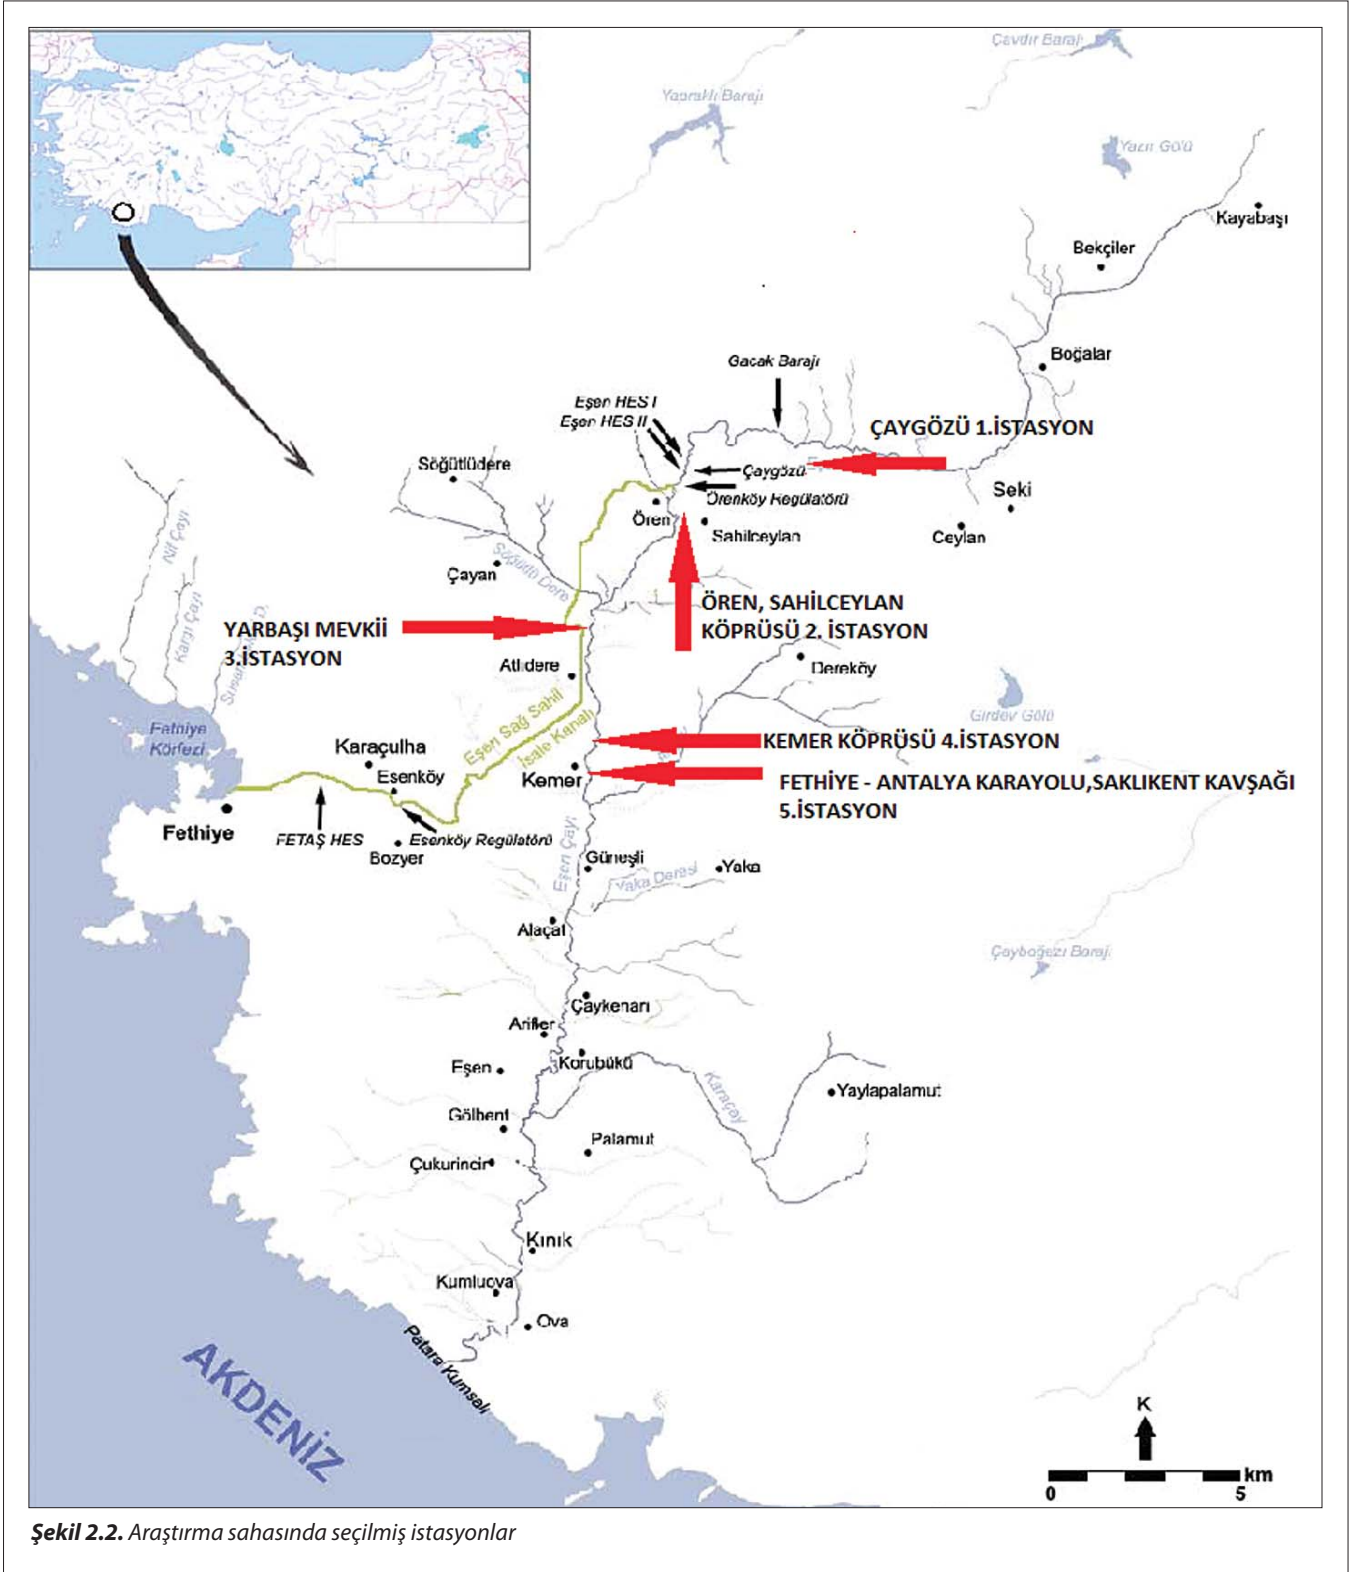 Çavdır Barajı
Yapraklı Barajı
Yazır Gölü
Kayabaşı
Bekçiler
Boğalar
Gacak Barajı
Eşen HES I
Eşen HES II
ÇAYGÖZÜ 1.İSTASYON
Söğütlüdere
Çaygözü
Seki
Örenköy Regülatörü
Ören
Sahilceylan
Ceylan
Nif Çayı
Söğütlü Dere
Çayan
Kargı Çayı
ÖREN, SAHİLCEYLAN
KÖPRÜSÜ 2. İSTASYON
YARBAŞI MEVKİİ
3.İSTASYON
Atlıdere
Dereköy
Girdev Gölü
Eşen Sağ Sahil
İsale Kanalı
Fethiye
Körfezi
Karaçulha
Esenköy
Kemer
KEMER KÖPRÜSÜ 4.İSTASYON
FETHİYE - ANTALYA KARAYOLU,SAKLIKENT KAVŞAĞI
5.İSTASYON
Fethiye
FETAŞ HES
Esenköy Regülatörü
Bozyer
Eşen Çayı
Güneşli
Yaka Deresi
Yaka
Alaçat
Çayboğazı Barajı
Çaykenarı
Arifler
Korubükü
Eşen
Karaçay
Yaylapalamut
Gölbent
Palamut
Çukurincir
Kınık
Kumluova
Ova
Patara Kumsalı
AKDENİZ
K
km
0 5
Şekil 2.2. Araştırma sahasında seçilmiş istasyonlar